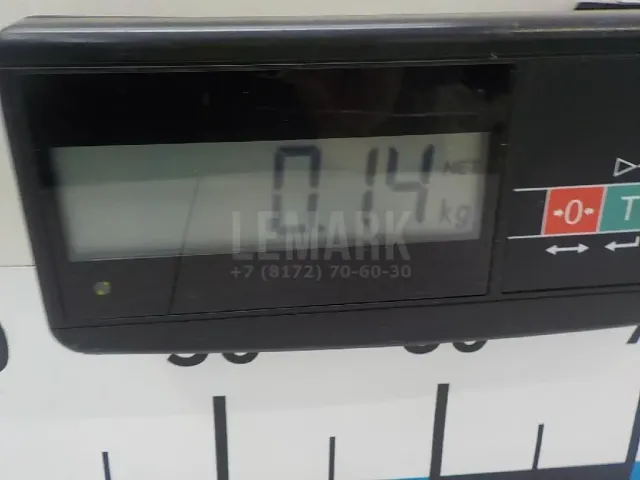 0.14 NET
kg
LEMARK
+7 (8172) 70-60-30
→0←
T